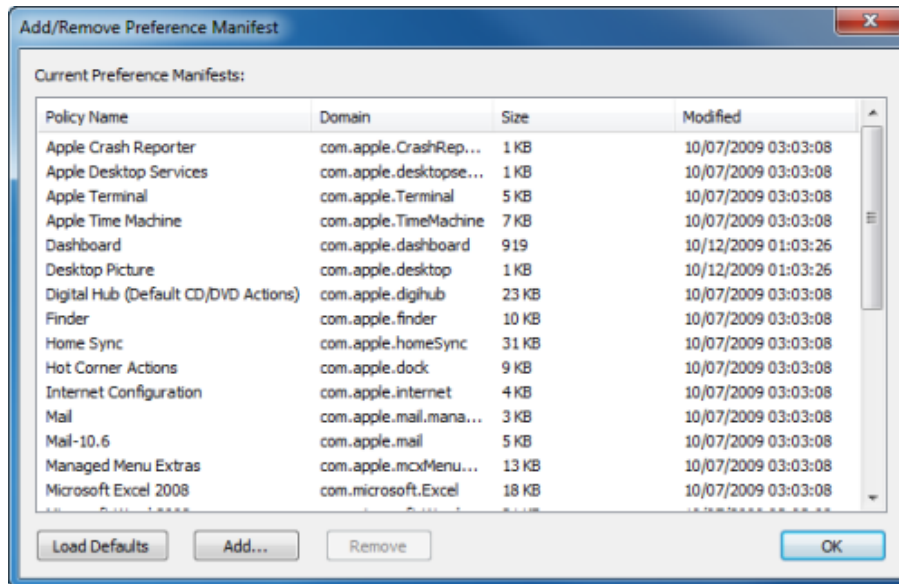 Add/Remove Preference Manifest
Current Preference Manifests:
Policy Name Domain Size Modified
Apple Crash Reporter com.apple.CrashRep... 1 KB 10/07/2009 03:03:08
Apple Desktop Services com.apple.desktopse... 1 KB 10/07/2009 03:03:08
Apple Terminal com.apple.Terminal 5 KB 10/07/2009 03:03:08
Apple Time Machine com.apple.TimeMachine 7 KB 10/07/2009 03:03:08
Dashboard com.apple.dashboard 919 10/12/2009 01:03:26
Desktop Picture com.apple.desktop 1 KB 10/12/2009 01:03:26
Digital Hub (Default CD/DVD Actions) com.apple.digihub 23 KB 10/07/2009 03:03:08
Finder com.apple.finder 10 KB 10/07/2009 03:03:08
Home Sync com.apple.homeSync 31 KB 10/07/2009 03:03:08
Hot Corner Actions com.apple.dock 9 KB 10/07/2009 03:03:08
Internet Configuration com.apple.internet 4 KB 10/07/2009 03:03:08
Mail com.apple.mail.mana... 3 KB 10/07/2009 03:03:08
Mail-10.6 com.apple.mail 5 KB 10/07/2009 03:03:08
Managed Menu Extras com.apple.mcxMenu... 13 KB 10/07/2009 03:03:08
Microsoft Excel 2008 com.microsoft.Excel 18 KB 10/07/2009 03:03:08
Load Defaults Add... Remove OK